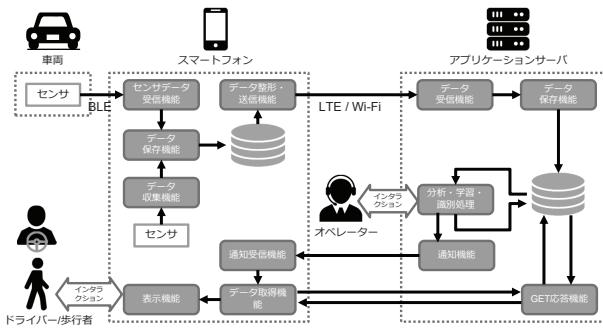 車両
スマートフォン
アプリケーションサーバ
センサ
BLE
センサデータ
受信機能
データ整形・
送信機能
LTE / Wi-Fi
データ
受信機能
データ
保存機能
データ
保存機能
データ
収集機能
センサ
オペレーター
インタラ
クション
分析・学習・
識別処理
通知受信機能
通知機能
インタラ
クション
表示機能
データ取得機
能
GET応答機能
ドライバー/歩行者